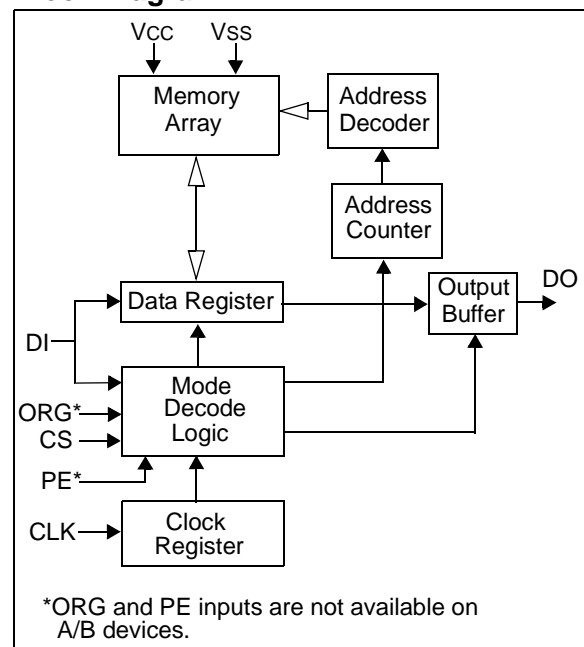 VCC
VSS
Memory
Array
Address
Decoder
Address
Counter
Data Register
Output
Buffer
DO
DI
Mode
Decode
Logic
ORG*
CS
PE*
CLK
Clock
Register
*ORG and PE inputs are not available on
A/B devices.